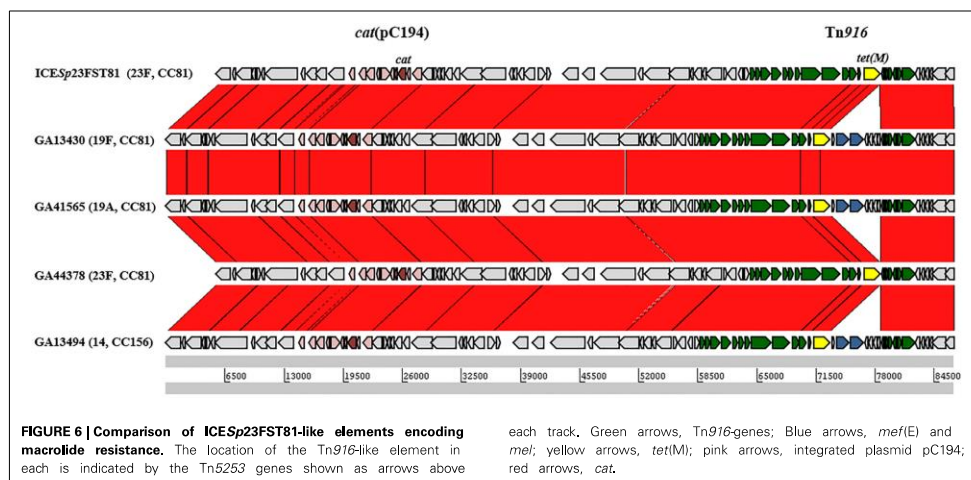 cat(pC194)
Tn916
cat
tet(M)
ICESp23FST81 (23F, CC81)
GA13430 (19F, CC81)
GA41565 (19A, CC81)
GA44378 (23F, CC81)
GA13494 (14, CC156)
6500
13000
19500
26000
32500
39000
45500
52000
58500
65000
71500
78000
84500
FIGURE 6 | Comparison of ICESp23FST81-like elements encoding
macrolide resistance. The location of the Tn916-like element in
each is indicated by the Tn5253 genes shown as arrows above
each track. Green arrows, Tn916-genes; Blue arrows, mef(E) and
mel; yellow arrows, tet(M); pink arrows, integrated plasmid pC194;
red arrows, cat.